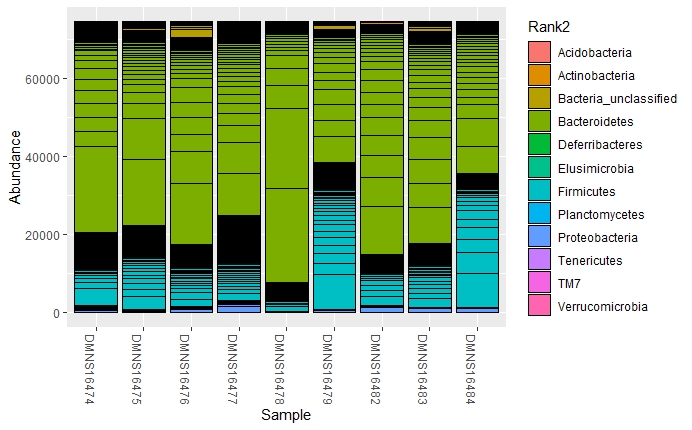 Abundance
60000
40000
20000
0
DMNS16474
DMNS16475
DMNS16476
DMNS16477
DMNS16478
DMNS16479
DMNS16482
DMNS16483
DMNS16484
Sample
Rank2
Acidobacteria
Actinobacteria
Bacteria_unclassified
Bacteroidetes
Deferribacteres
Elusimicrobia
Firmicutes
Planctomycetes
Proteobacteria
Tenericutes
TM7
Verrucomicrobia